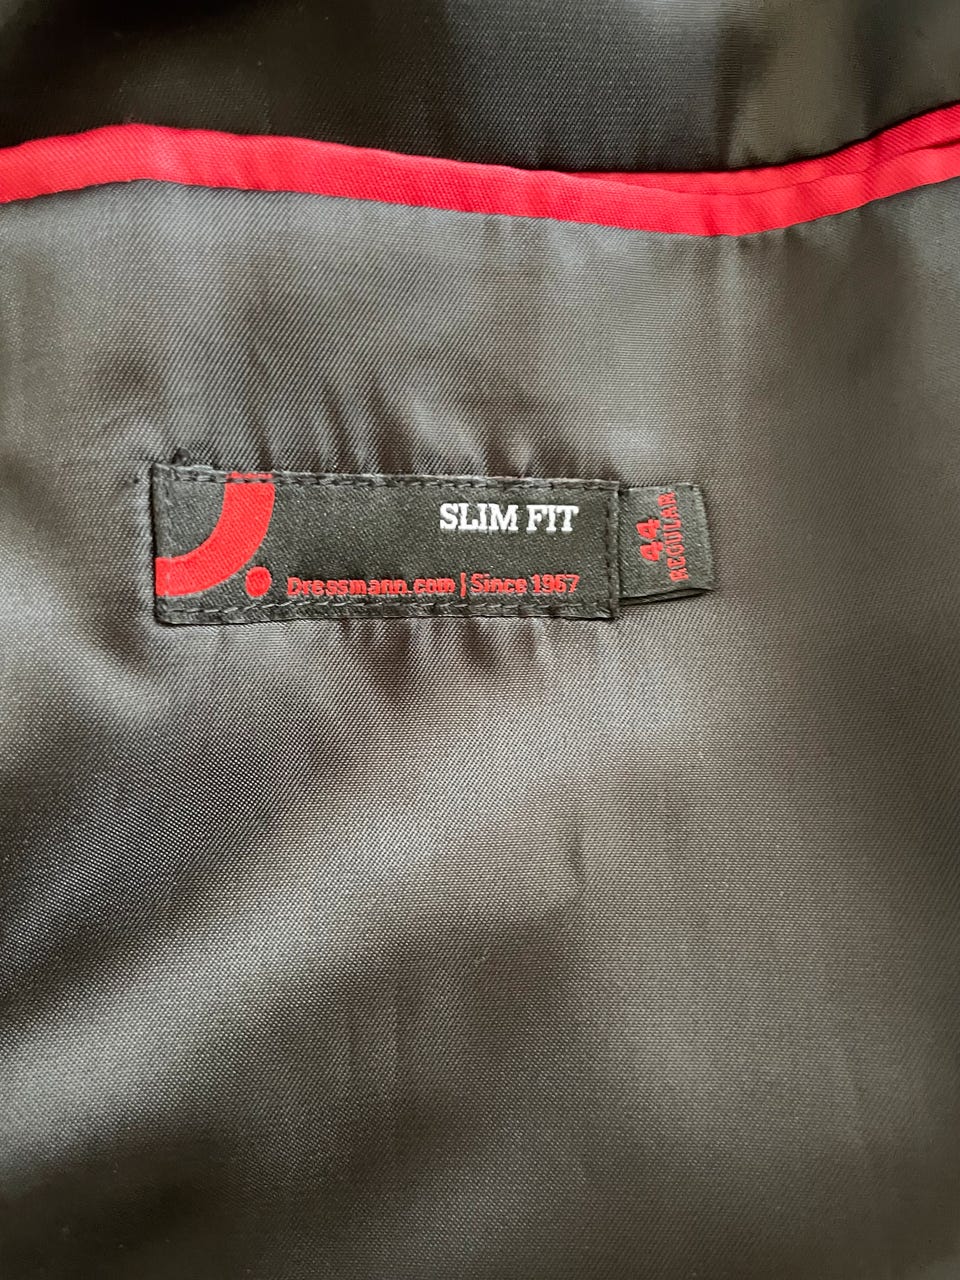 SLIM FIT
Dressmann.com | Since 1967
44
REGULAR